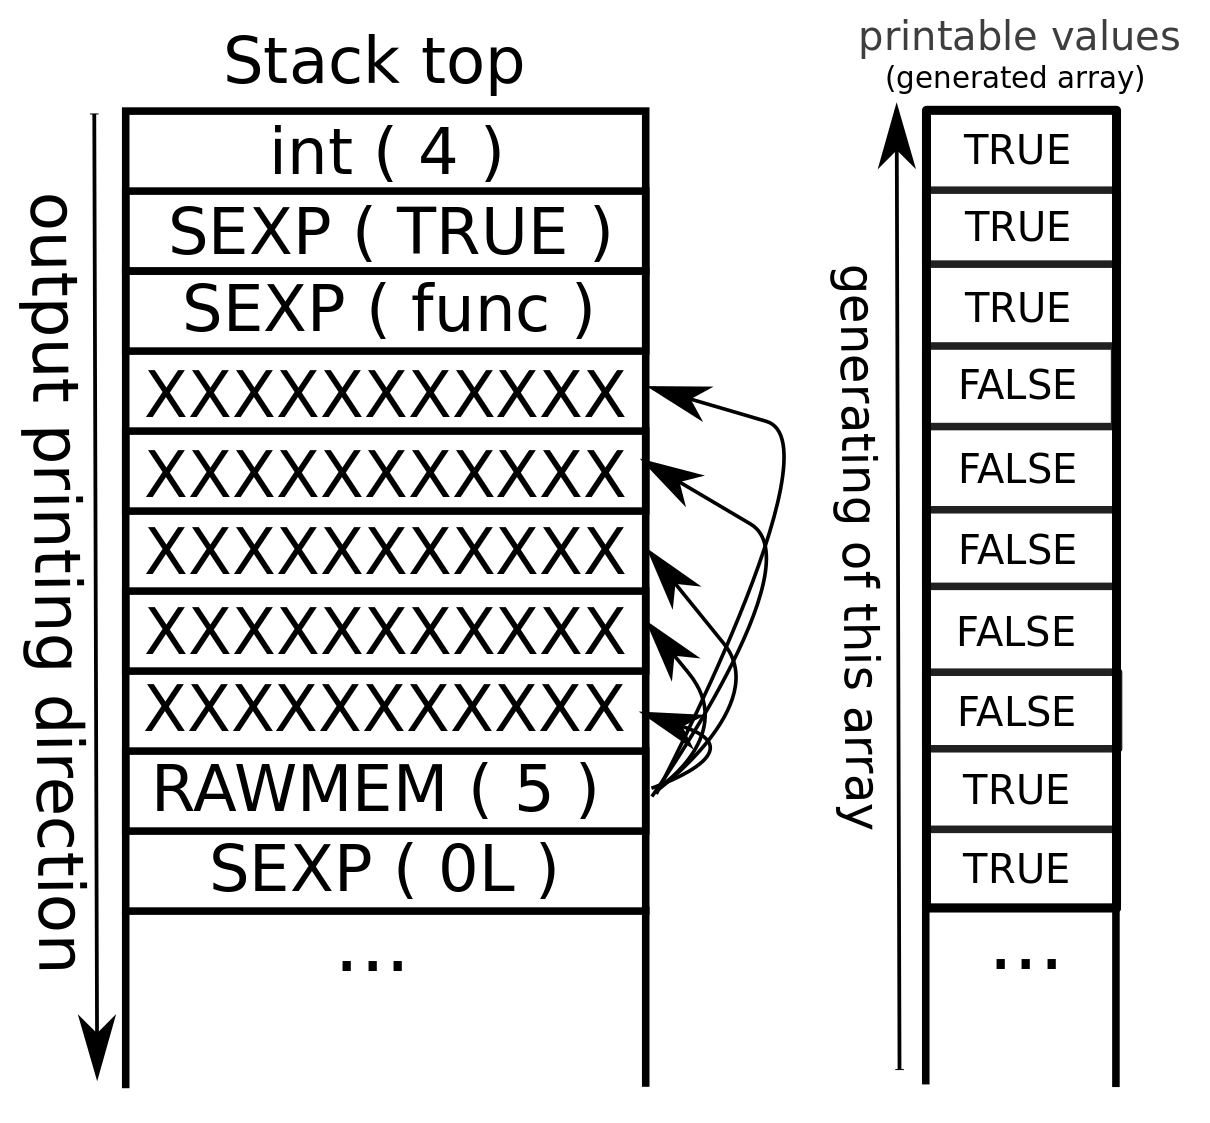 Stack top
int ( 4 )
SEXP ( TRUE )
SEXP ( func )
XXXXXXXXXXX
XXXXXXXXXXX
XXXXXXXXXXX
XXXXXXXXXXX
XXXXXXXXXXX
RAWMEM ( 5 )
SEXP ( 0L )
...
output printing direction
printable values
(generated array)
TRUE
TRUE
TRUE
FALSE
FALSE
FALSE
FALSE
FALSE
TRUE
TRUE
...
generating of this array